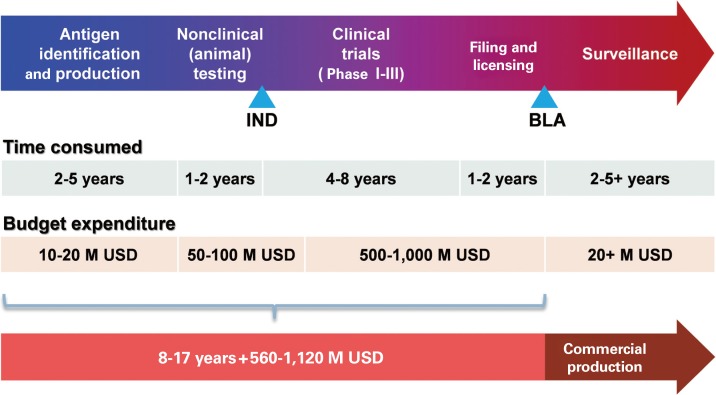 Antigen
identification
and production
Nonclinical
(animal)
testing
Clinical
trials
( Phase I-III)
Filing and
licensing
Surveillance
IND
BLA
Time consumed
2-5 years
1-2 years
4-8 years
1-2 years
2-5+ years
Budget expenditure
10-20 M USD
50-100 M USD
500-1,000 M USD
20+ M USD
8-17 years+560-1,120 M USD
Commercial
production